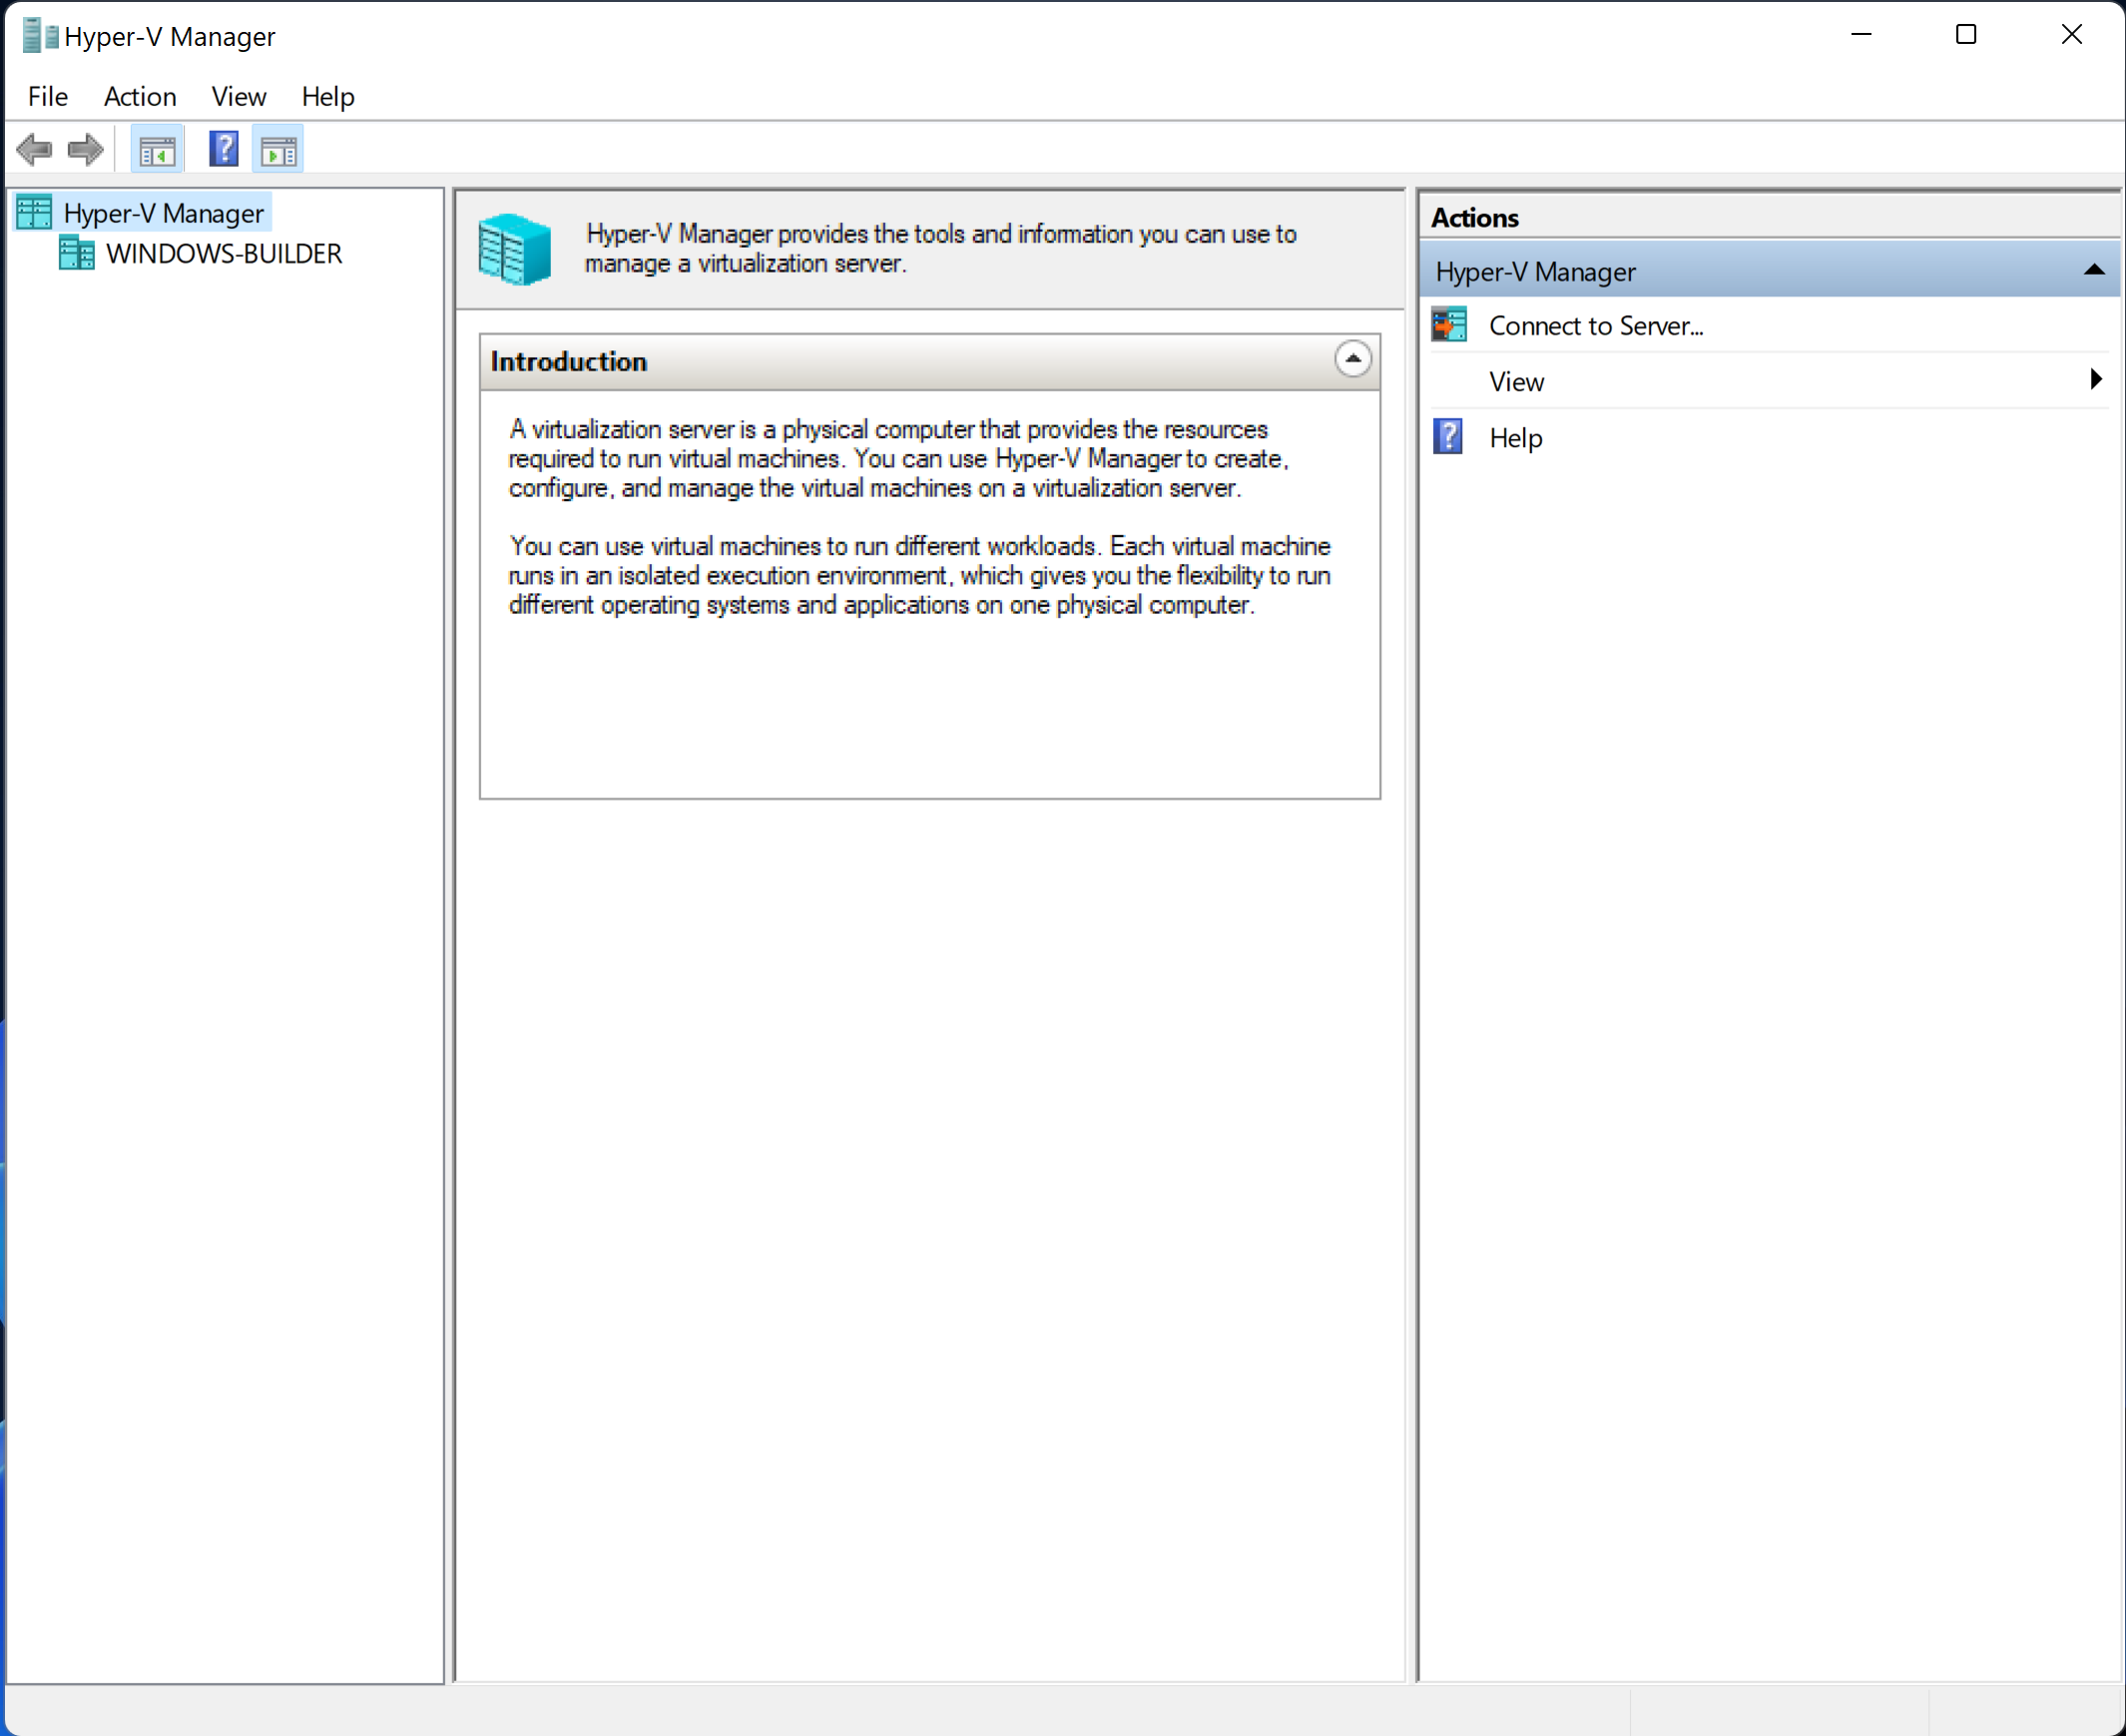 Hyper-V Manager
File Action View Help
Hyper-V Manager
WINDOWS-BUILDER
Hyper-V Manager provides the tools and information you can use to
manage a virtualization server.
Introduction
A virtualization server is a physical computer that provides the resources
required to run virtual machines. You can use Hyper-V Manager to create,
configure, and manage the virtual machines on a virtualization server.
You can use virtual machines to run different workloads. Each virtual machine
runs in an isolated execution environment, which gives you the flexibility to run
different operating systems and applications on one physical computer.
Actions
Hyper-V Manager
Connect to Server...
View
Help